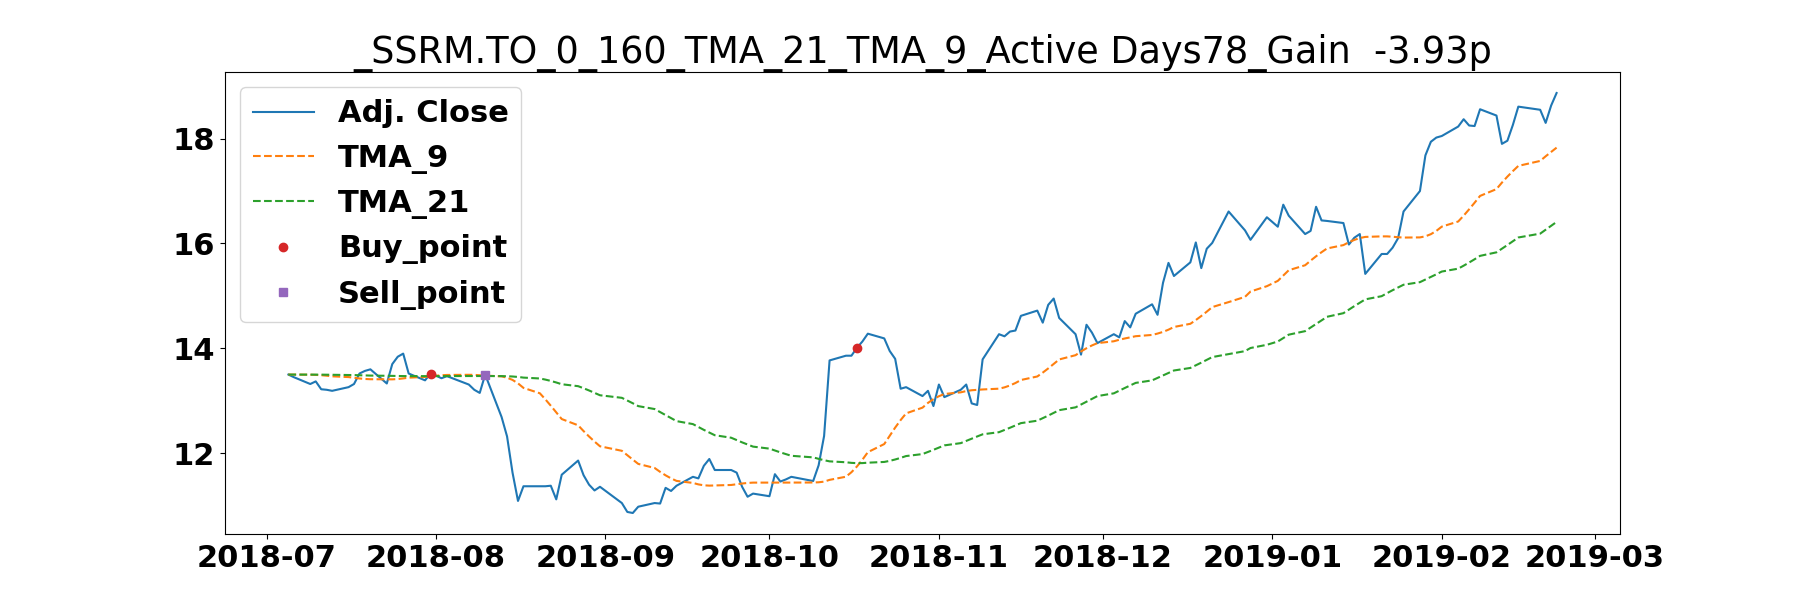 _SSRM.TO_0_160_TMA_21_TMA_9_Active Days78_Gain  -3.93p
Adj. Close
TMA_9
TMA_21
Buy_point
Sell_point
18
16
14
12
2018-07 2018-08 2018-09 2018-10 2018-11 2018-12 2019-01 2019-02 2019-03